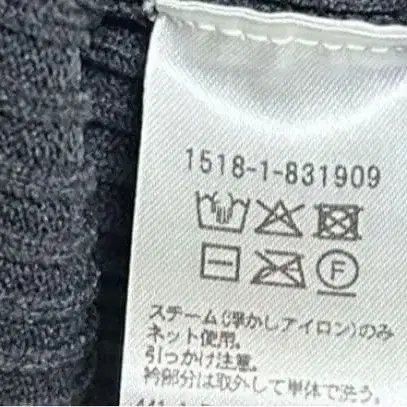 1518-1-831909
F
スチーム(浮かしアイロン)のみ
ネット使用。
引っかけ注意。
衿部分は取外して単体で洗う。